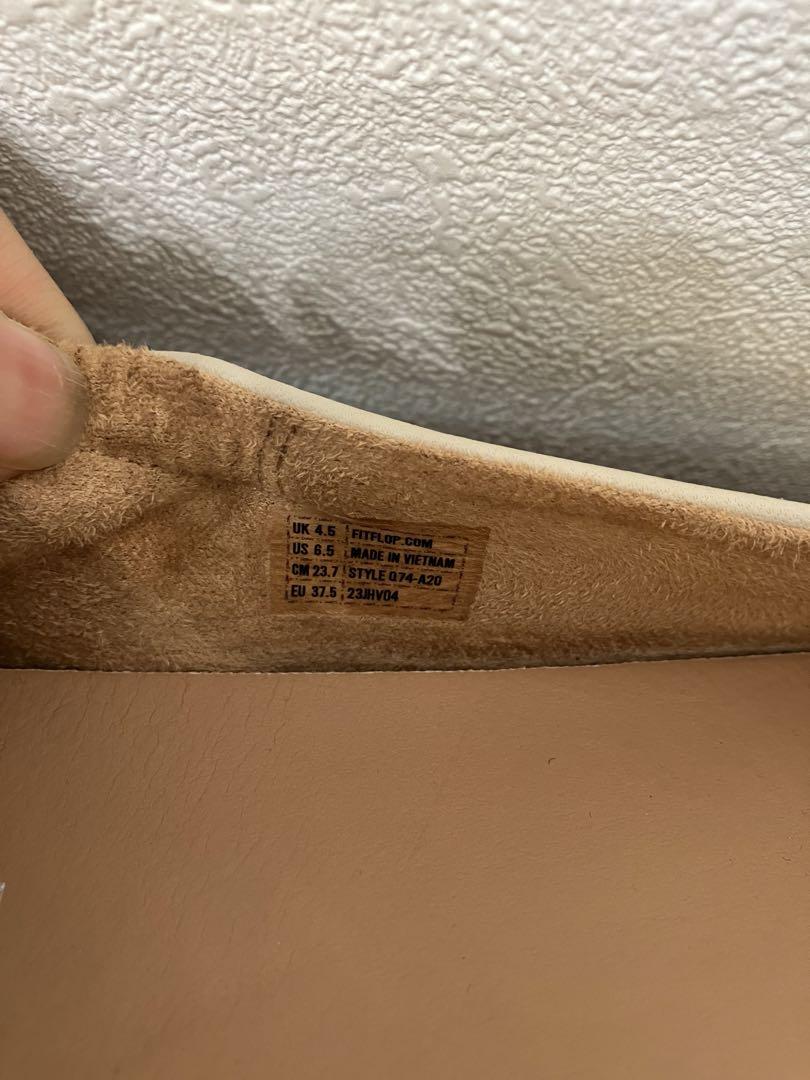 UK 4.5 FITFLOP.COM
US 6.5 MADE IN VIETNAM
CM 23.7 STYLE Q74-A20
EU 37.5 23JHV04